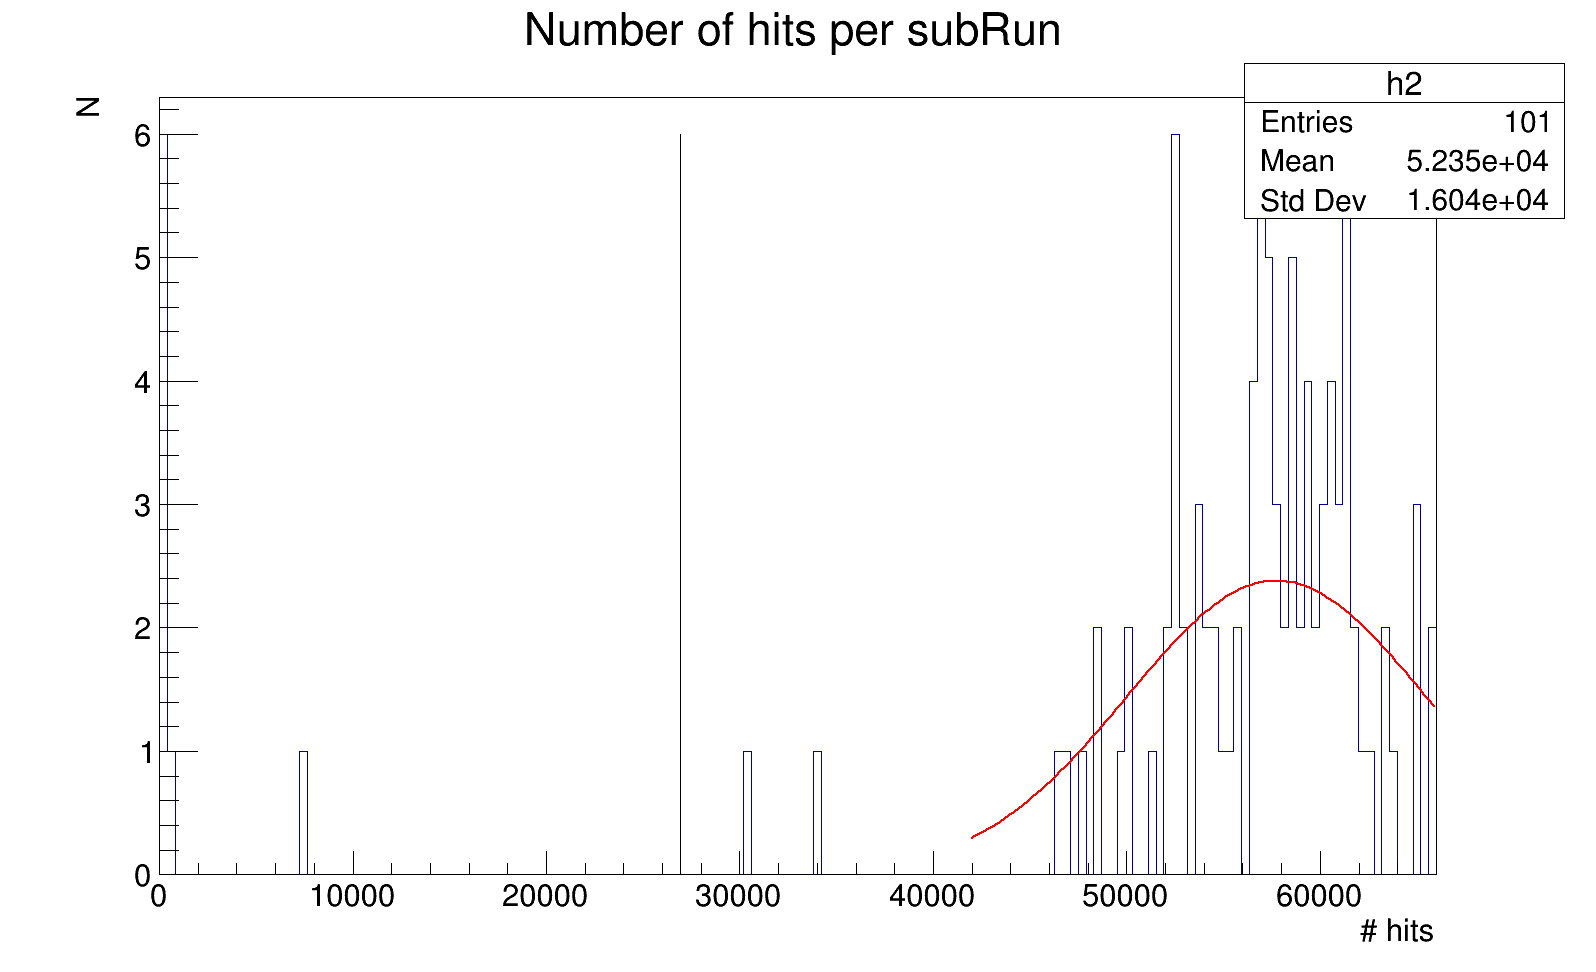 Number of hits per subRun
h2
Entries 101
Mean 5.235e+04
Std Dev 1.604e+04
N
6
5
4
3
2
1
0
0 10000 20000 30000 40000 50000 60000
# hits